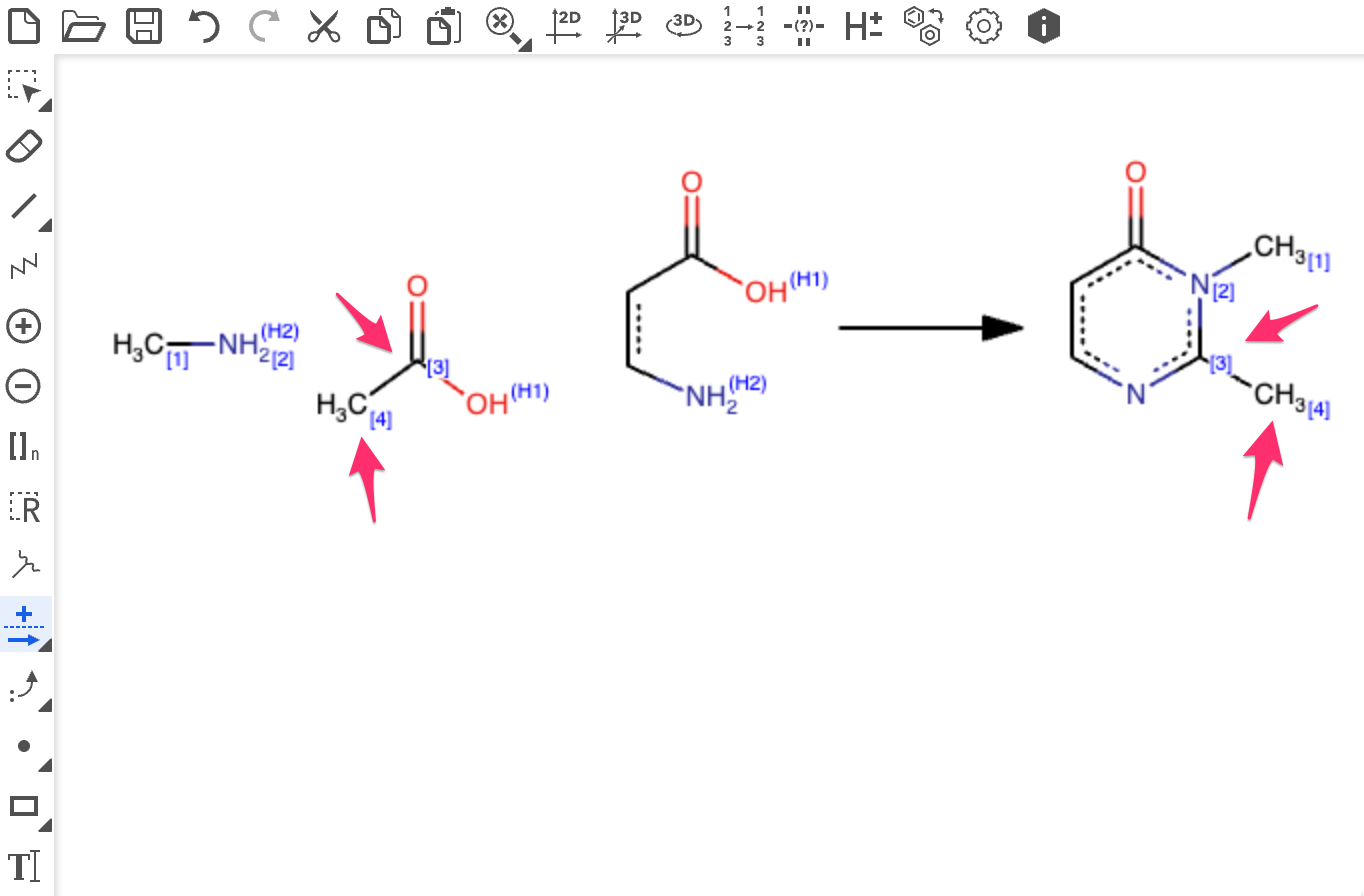 2D
3D
3D
1 2 3 → 1 2 3
(?)
H±
i
[]n
R
T
H3C[1] NH2(H2)[2]
O
[3]
H3C[4]
OH(H1)
O
OH(H1)
NH2(H2)
O
CH3[1]
N[2]
[3]
N
CH3[4]